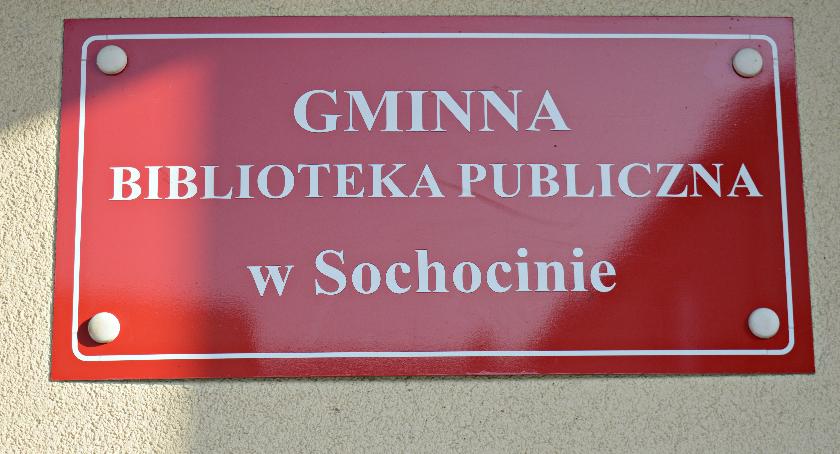 GMINNA
BIBLIOTEKA PUBLICZNA
w Sochocinie